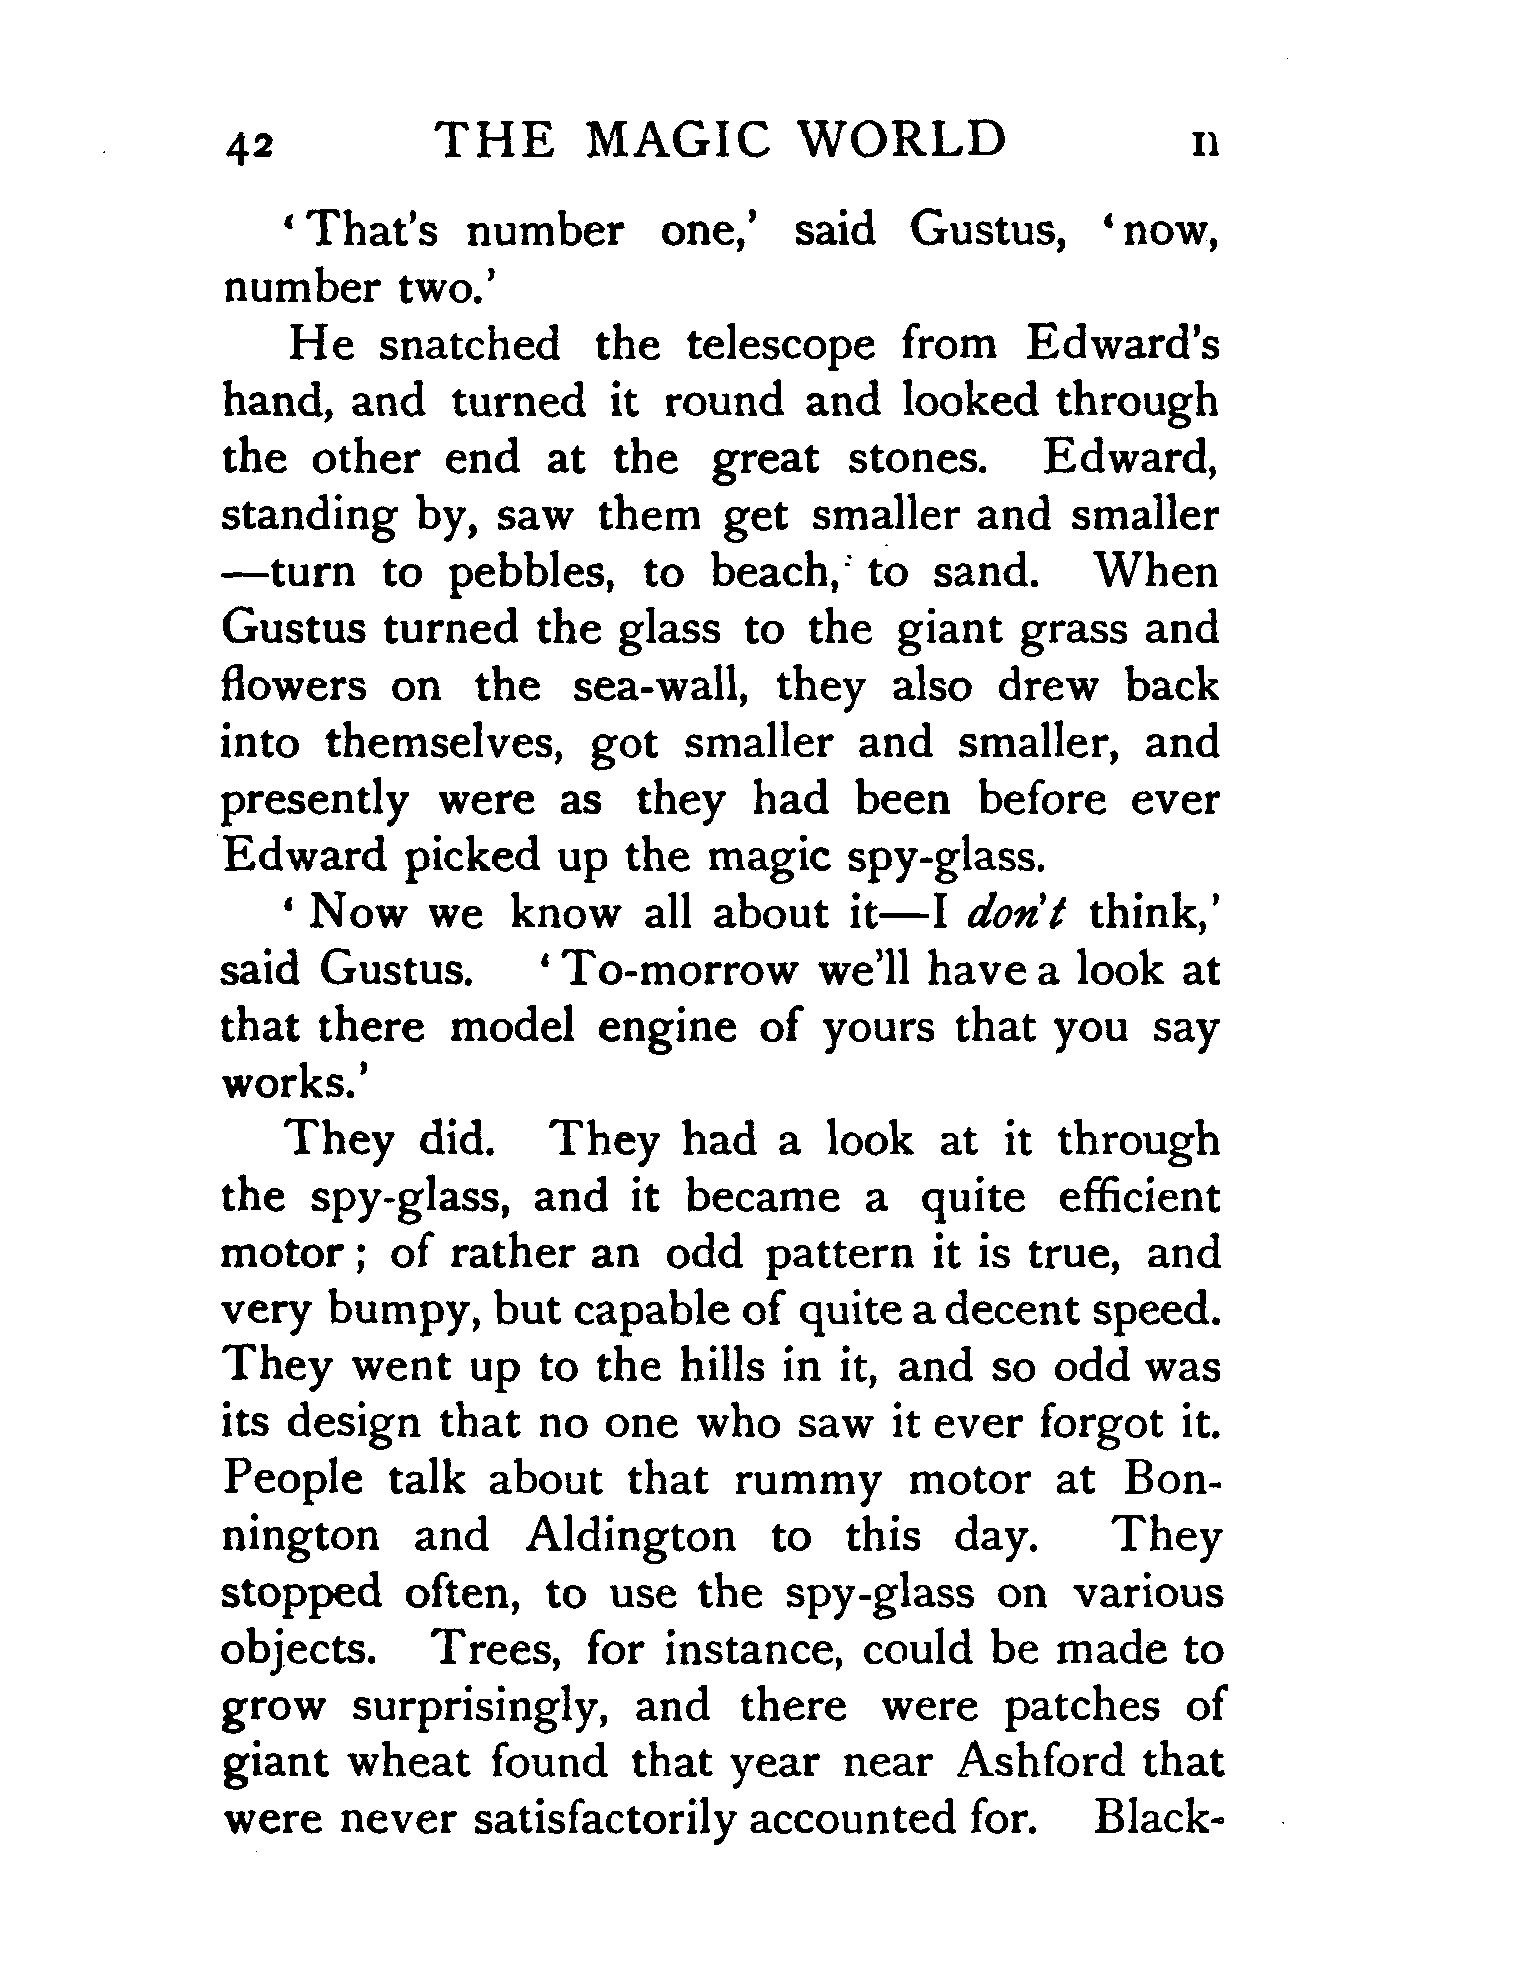 42 THE MAGIC WORLD II
‘That's number one,’ said Gustus, ‘now,
number two.’
He snatched the telescope from Edward's
hand, and turned it round and looked through
the other end at the great stones. Edward,
standing by, saw them get smaller and smaller
—turn to pebbles, to beach, to sand. When
Gustus turned the glass to the giant grass and
flowers on the sea-wall, they also drew back
into themselves, got smaller and smaller, and
presently were as they had been before ever
Edward picked up the magic spy-glass.
‘Now we know all about it—I don't think,’
said Gustus. ‘To-morrow we'll have a look at
that there model engine of yours that you say
works.’
They did. They had a look at it through
the spy-glass, and it became a quite efficient
motor; of rather an odd pattern it is true, and
very bumpy, but capable of quite a decent speed.
They went up to the hills in it, and so odd was
its design that no one who saw it ever forgot it.
People talk about that rummy motor at Bon-
nington and Aldington to this day. They
stopped often, to use the spy-glass on various
objects. Trees, for instance, could be made to
grow surprisingly, and there were patches of
giant wheat found that year near Ashford that
were never satisfactorily accounted for. Black-